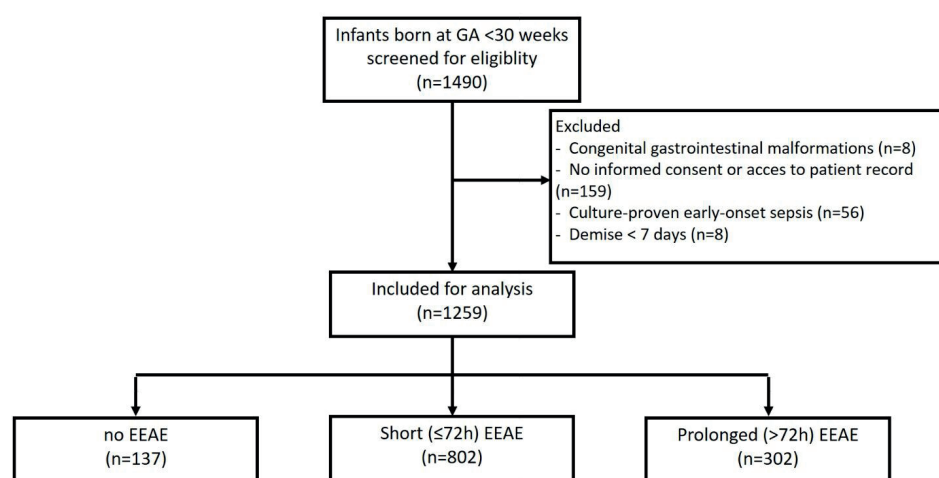 Infants born at GA <30 weeks
screened for eligiblity
(n=1490)
Excluded
- Congenital gastrointestinal malformations (n=8)
- No informed consent or acces to patient record
(n=159)
- Culture-proven early-onset sepsis (n=56)
- Demise < 7 days (n=8)
Included for analysis
(n=1259)
no EEAE
(n=137)
Short (≤72h) EEAE
(n=802)
Prolonged (>72h) EEAE
(n=302)